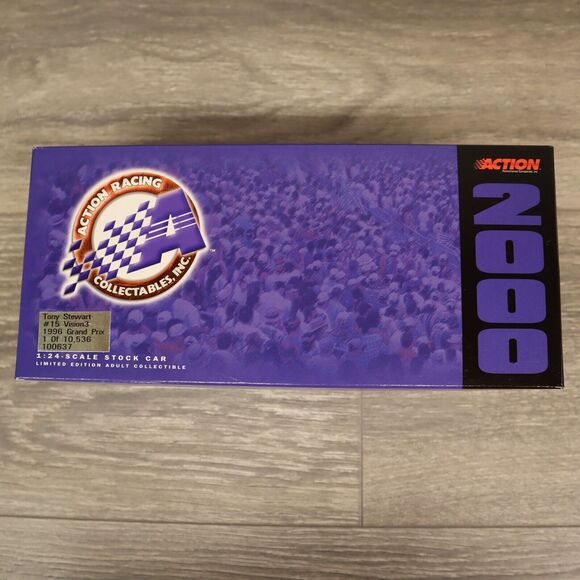 ACTION RACING
A
COLLECTABLES, INC.
TM
Tony Stewart
#15 Vision3
1996 Grand Prix
1 Of 10,536
100637
1:24-SCALE STOCK CAR
LIMITED EDITION ADULT COLLECTIBLE
ACTION
2000